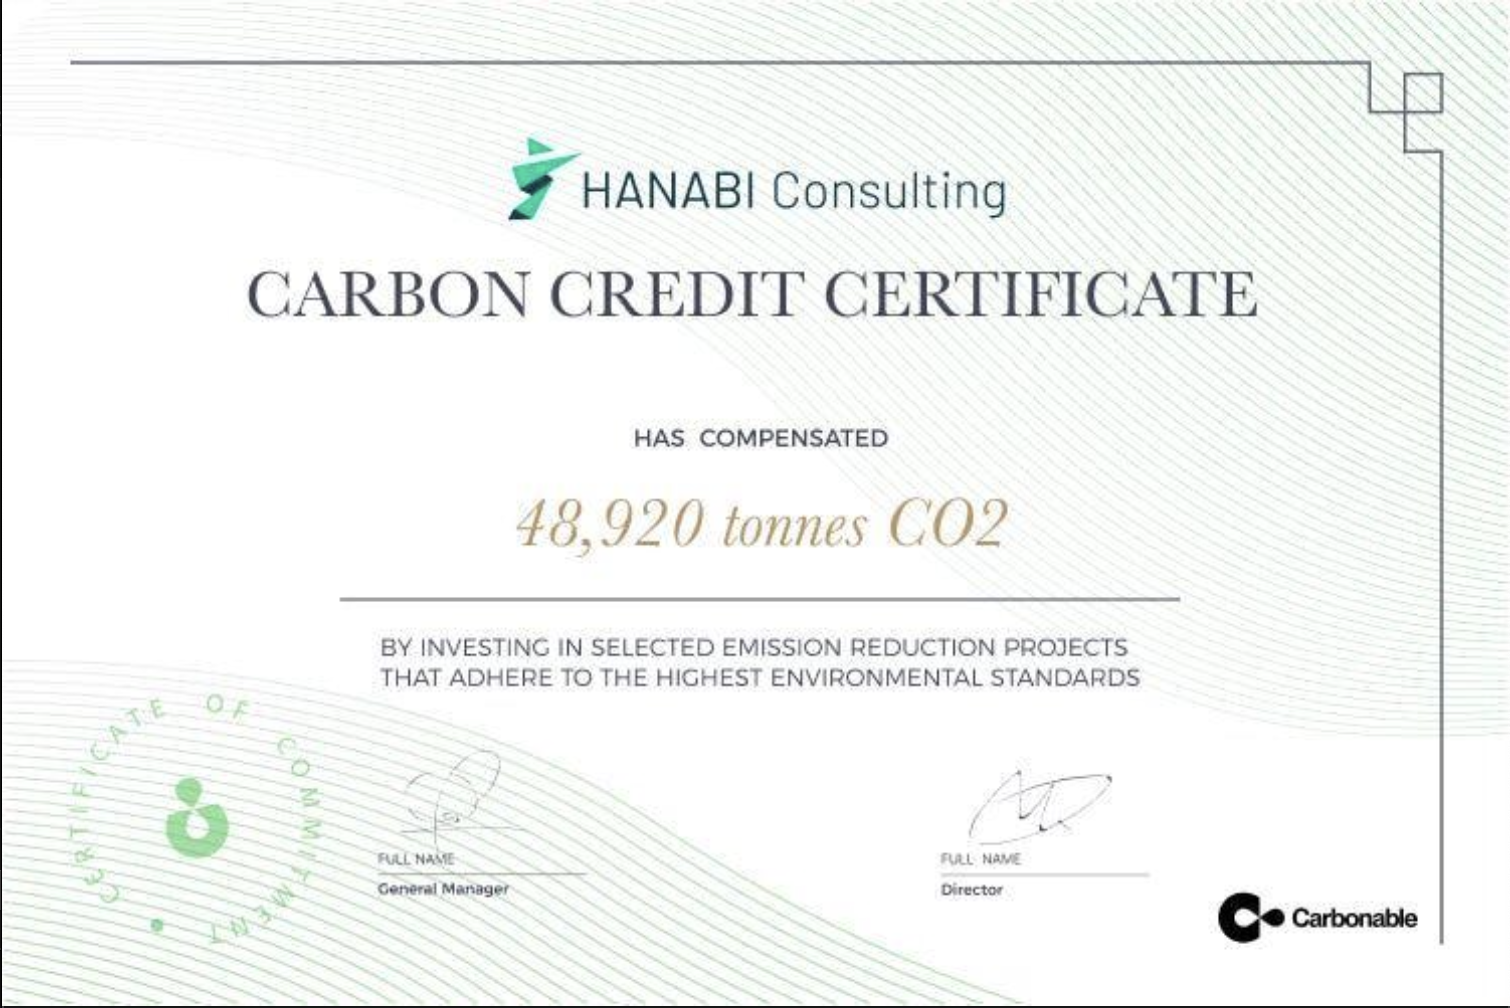 HANABI Consulting
CARBON CREDIT CERTIFICATE
HAS COMPENSATED
48,920 tonnes CO2
BY INVESTING IN SELECTED EMISSION REDUCTION PROJECTS
THAT ADHERE TO THE HIGHEST ENVIRONMENTAL STANDARDS
CERTIFICATE OF COMMITMENT
FULL NAME
General Manager
FULL NAME
Director
Carbonable